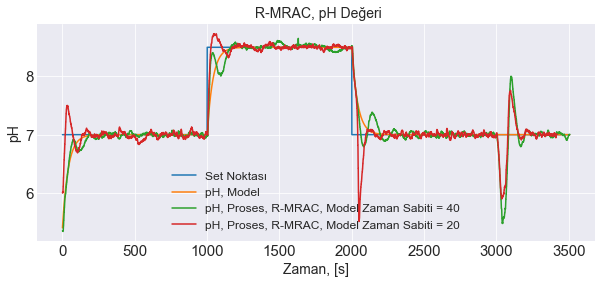 R-MRAC, pH Değeri
pH
8
7
6
Set Noktası
pH, Model
pH, Proses, R-MRAC, Model Zaman Sabiti = 40
pH, Proses, R-MRAC, Model Zaman Sabiti = 20
0 500 1000 1500 2000 2500 3000 3500
Zaman, [s]